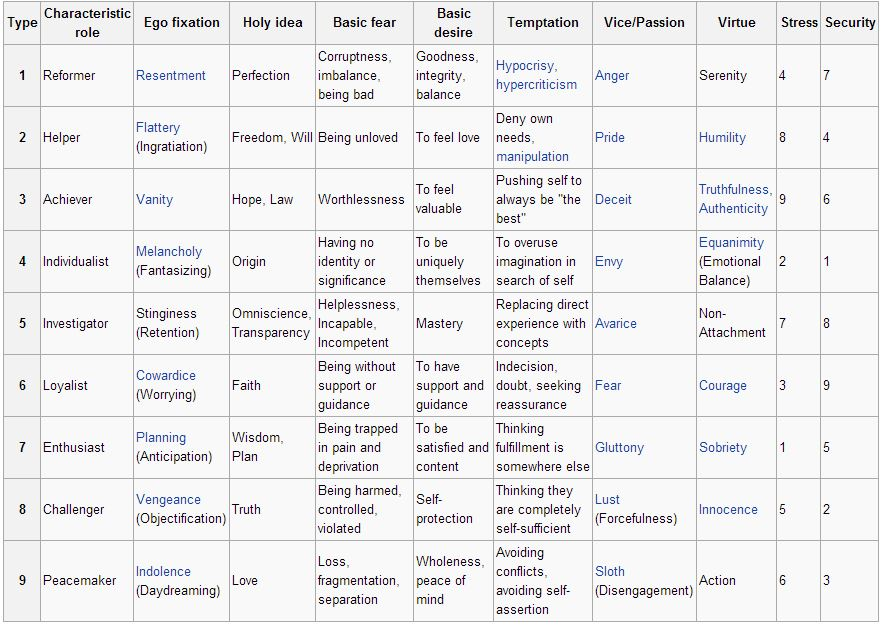 Type
Characteristic
role
Ego fixation
Holy idea
Basic fear
Basic
desire
Temptation
Vice/Passion
Virtue
Stress
Security
1
Reformer
Resentment
Perfection
Corruptness,
imbalance,
being bad
Goodness,
integrity,
balance
Hypocrisy,
hypercriticism
Anger
Serenity
4
7
2
Helper
Flattery
(Ingratiation)
Freedom, Will
Being unloved
To feel love
Deny own
needs,
manipulation
Pride
Humility
8
4
3
Achiever
Vanity
Hope, Law
Worthlessness
To feel
valuable
Pushing self to
always be "the
best"
Deceit
Truthfulness,
Authenticity
9
6
4
Individualist
Melancholy
(Fantasizing)
Origin
Having no
identity or
significance
To be
uniquely
themselves
To overuse
imagination in
search of self
Envy
Equanimity
(Emotional
Balance)
2
1
5
Investigator
Stinginess
(Retention)
Omniscience,
Transparency
Helplessness,
Incapable,
Incompetent
Mastery
Replacing direct
experience with
concepts
Avarice
Non-
Attachment
7
8
6
Loyalist
Cowardice
(Worrying)
Faith
Being without
support or
guidance
To have
support and
guidance
Indecision,
doubt, seeking
reassurance
Fear
Courage
3
9
7
Enthusiast
Planning
(Anticipation)
Wisdom,
Plan
Being trapped
in pain and
deprivation
To be
satisfied and
content
Thinking
fulfillment is
somewhere else
Gluttony
Sobriety
1
5
8
Challenger
Vengeance
(Objectification)
Truth
Being harmed,
controlled,
violated
Self-
protection
Thinking they
are completely
self-sufficient
Lust
(Forcefulness)
Innocence
5
2
9
Peacemaker
Indolence
(Daydreaming)
Love
Loss,
fragmentation,
separation
Wholeness,
peace of
mind
Avoiding
conflicts,
avoiding self-
assertion
Sloth
(Disengagement)
Action
6
3